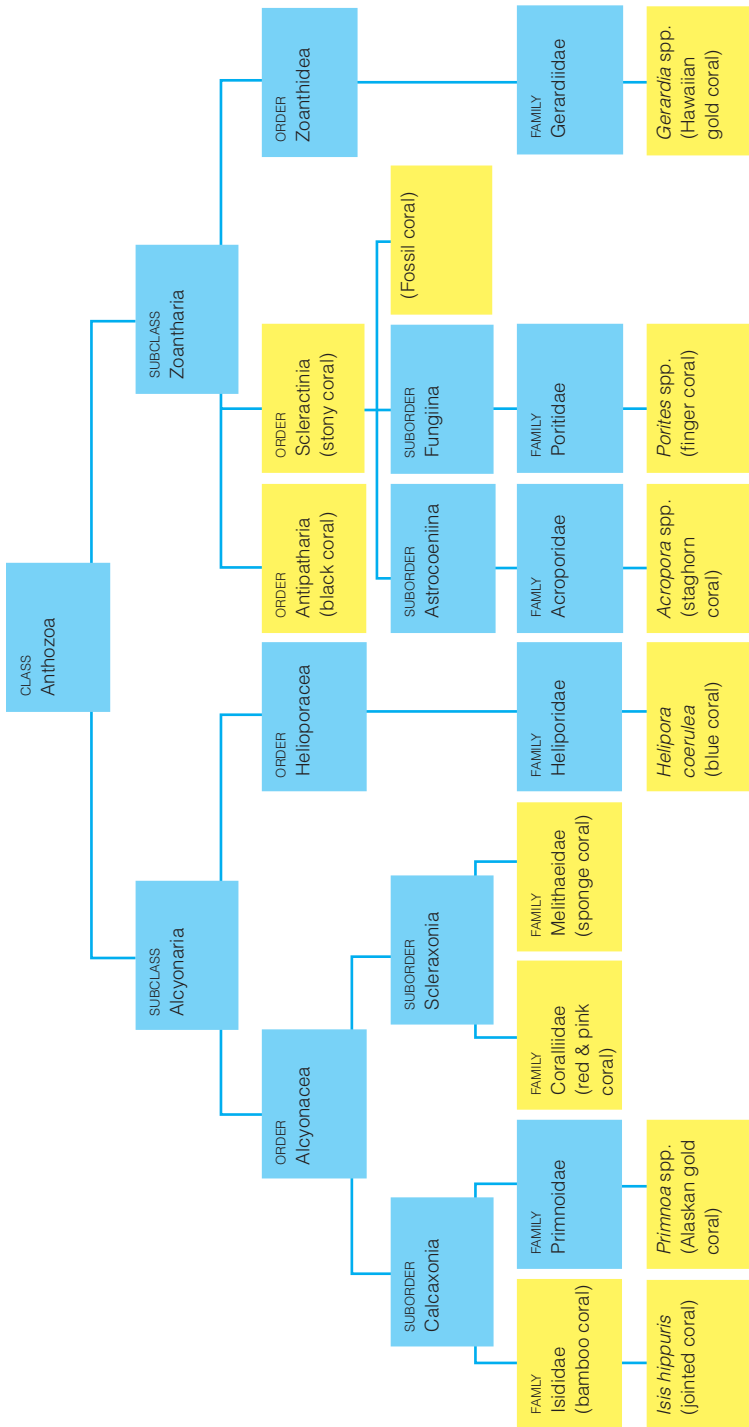 CLASS
Anthozoa
SUBCLASS
Alcyonaria
SUBCLASS
Zoantharia
ORDER
Alcyonacea
ORDER
Helioporacea
ORDER
Antipatharia
(black coral)
ORDER
Scleractinia
(stony coral)
ORDER
Zoanthidea
SUBORDER
Calcaxonia
SUBORDER
Scleraxonia
SUBORDER
Astrocoeniina
SUBORDER
Fungiina
(Fossil coral)
FAMLY
Isididae
(bamboo coral)
FAMILY
Primnoidae
FAMILY
Coralliidae
(red & pink
coral)
FAMILY
Melithaeidae
(sponge coral)
FAMILY
Heliporidae
FAMILY
Acroporidae
FAMILY
Poritidae
FAMILY
Gerardiidae
Isis hippuris
(jointed coral)
Primnoa spp.
(Alaskan gold
coral)
Helipora
coerulea
(blue coral)
Acropora spp.
(staghorn
coral)
Porites spp.
(finger coral)
Gerardia spp.
(Hawaiian
gold coral)